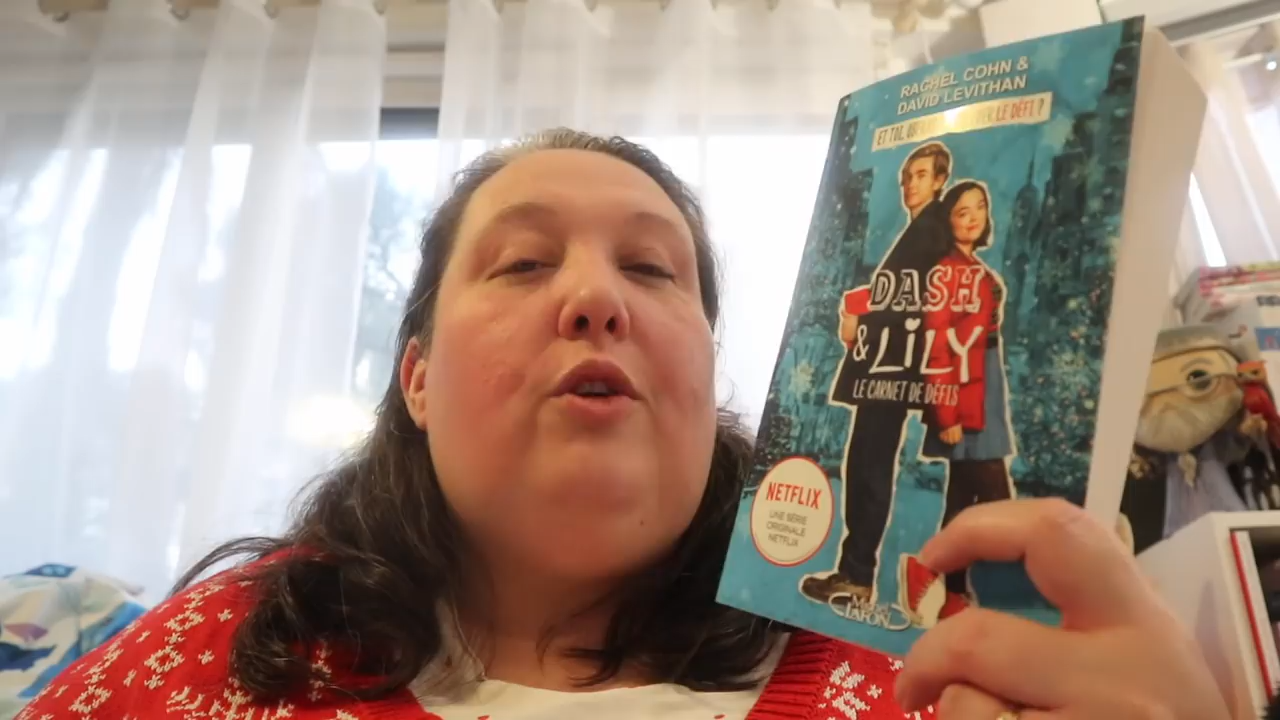 RACHEL COHN &
DAVID LEVITHAN
ET TOI, LE DÉFI ?
DASH
& LiLY
LE CARNET DE DÉFIS
NETFLIX
UNE SÉRIE
ORIGINALE
NETFLIX
LAFON